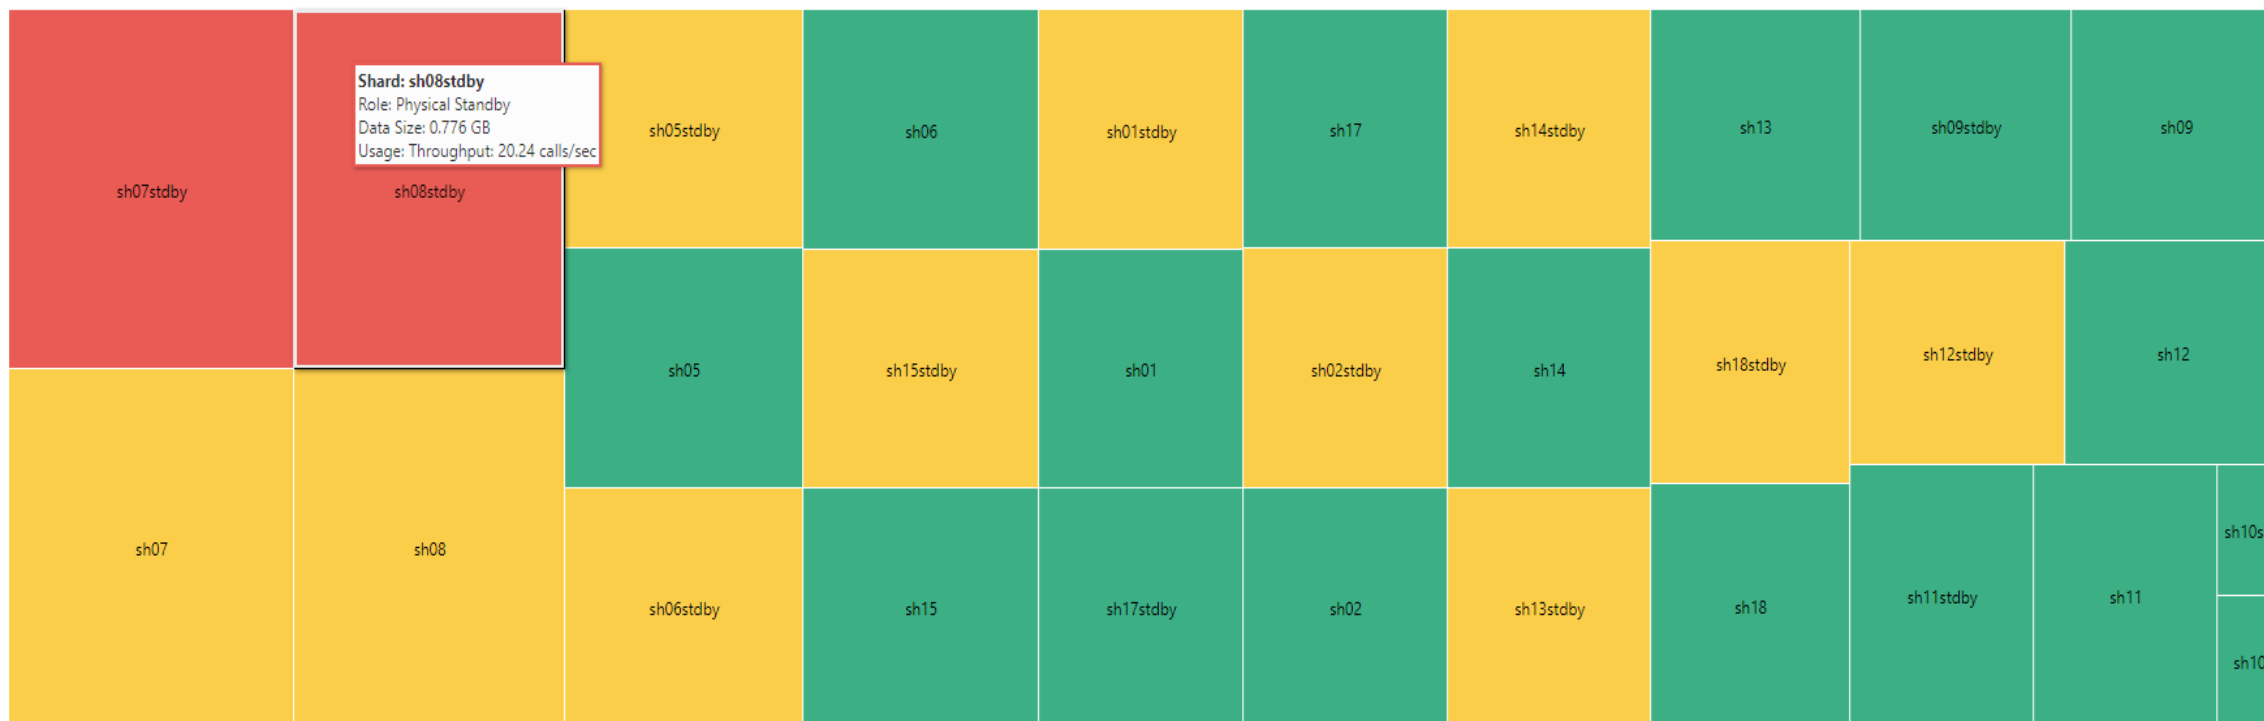 Shard: sh08stdby
Role: Physical Standby
Data Size: 0.776 GB
Usage: Throughput: 20.24 calls/sec
sh07stdby
sh08stdby
sh05stdby
sh06
sh01stdby
sh17
sh14stdby
sh13
sh09stdby
sh09
sh05
sh15stdby
sh01
sh02stdby
sh14
sh18stdby
sh12stdby
sh12
sh07
sh08
sh06stdby
sh15
sh17stdby
sh02
sh13stdby
sh18
sh11stdby
sh11
sh10s
sh10